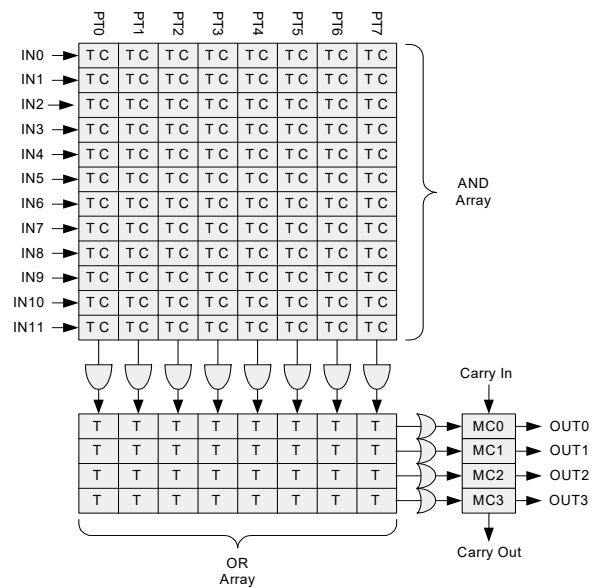 PT0 PT1 PT2 PT3 PT4 PT5 PT6 PT7
IN0 T C T C T C T C T C T C T C T C
IN1 T C T C T C T C T C T C T C T C
IN2 T C T C T C T C T C T C T C T C
IN3 T C T C T C T C T C T C T C T C
IN4 T C T C T C T C T C T C T C T C
IN5 T C T C T C T C T C T C T C T C
IN6 T C T C T C T C T C T C T C T C
IN7 T C T C T C T C T C T C T C T C
IN8 T C T C T C T C T C T C T C T C
IN9 T C T C T C T C T C T C T C T C
IN10 T C T C T C T C T C T C T C T C
IN11 T C T C T C T C T C T C T C T C
AND
Array
Carry In
T T T T T T T T MC0 OUT0
T T T T T T T T MC1 OUT1
T T T T T T T T MC2 OUT2
T T T T T T T T MC3 OUT3
Carry Out
OR
Array